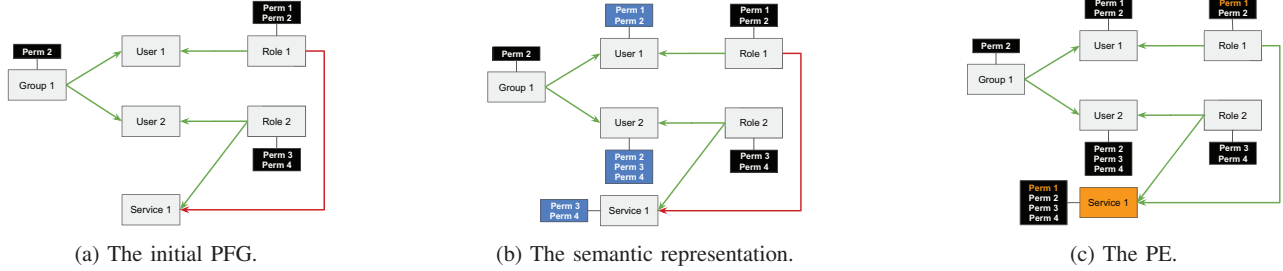 Perm 1
Perm 2
Perm 2
User 1
Role 1
Group 1
User 2
Role 2
Perm 3
Perm 4
Service 1
(a) The initial PFG.
Perm 1
Perm 2
Perm 1
Perm 2
Perm 2
User 1
Role 1
Group 1
User 2
Role 2
Perm 2
Perm 3
Perm 4
Perm 3
Perm 4
Perm 3
Perm 4
Service 1
(b) The semantic representation.
Perm 1
Perm 2
Perm 1
Perm 2
Perm 2
User 1
Role 1
Group 1
User 2
Role 2
Perm 2
Perm 3
Perm 4
Perm 3
Perm 4
Perm 1
Perm 2
Perm 3
Perm 4
Service 1
(c) The PE.